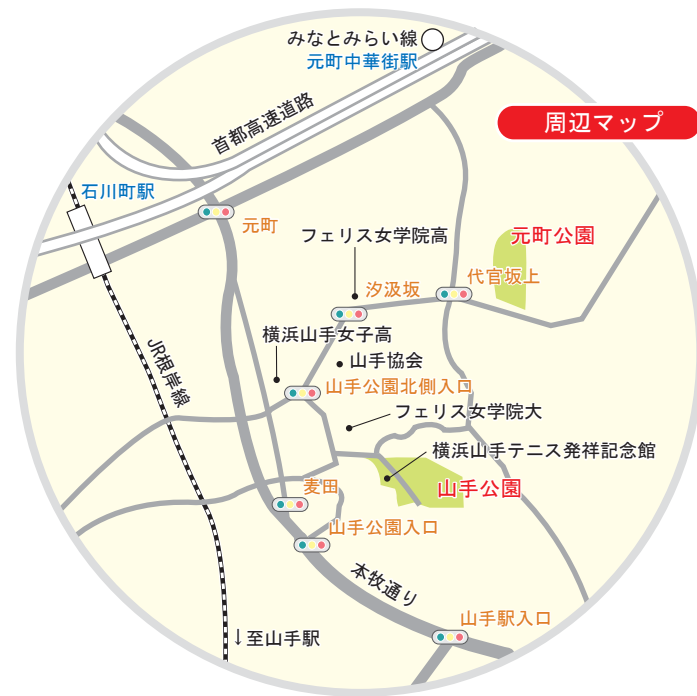 みなとみらい線
元町中華街駅
首都高速道路
周辺マップ
石川町駅
元町
フェリス女学院高
元町公園
汐汲坂
代官坂上
横浜山手女子高
山手協会
JR根岸線
山手公園北側入口
フェリス女学院大
横浜山手テニス発祥記念館
麦田
山手公園
山手公園入口
本牧通り
山手駅入口
↓至山手駅